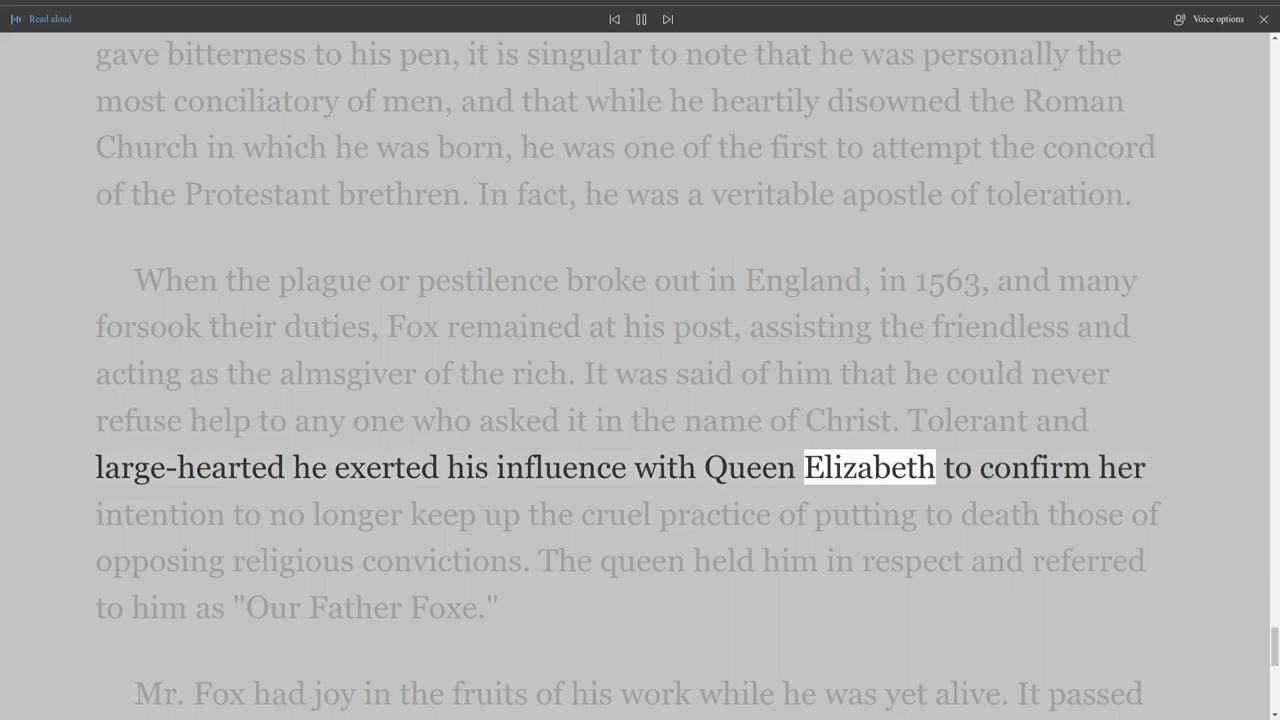 Read aloud
Voice options
gave bitterness to his pen, it is singular to note that he was personally the
most conciliatory of men, and that while he heartily disowned the Roman
Church in which he was born, he was one of the first to attempt the concord
of the Protestant brethren. In fact, he was a veritable apostle of toleration.
When the plague or pestilence broke out in England, in 1563, and many
forsook their duties, Fox remained at his post, assisting the friendless and
acting as the almsgiver of the rich. It was said of him that he could never
refuse help to any one who asked it in the name of Christ. Tolerant and
large-hearted he exerted his influence with Queen Elizabeth to confirm her
intention to no longer keep up the cruel practice of putting to death those of
opposing religious convictions. The queen held him in respect and referred
to him as "Our Father Foxe."
Mr. Fox had joy in the fruits of his work while he was yet alive. It passed